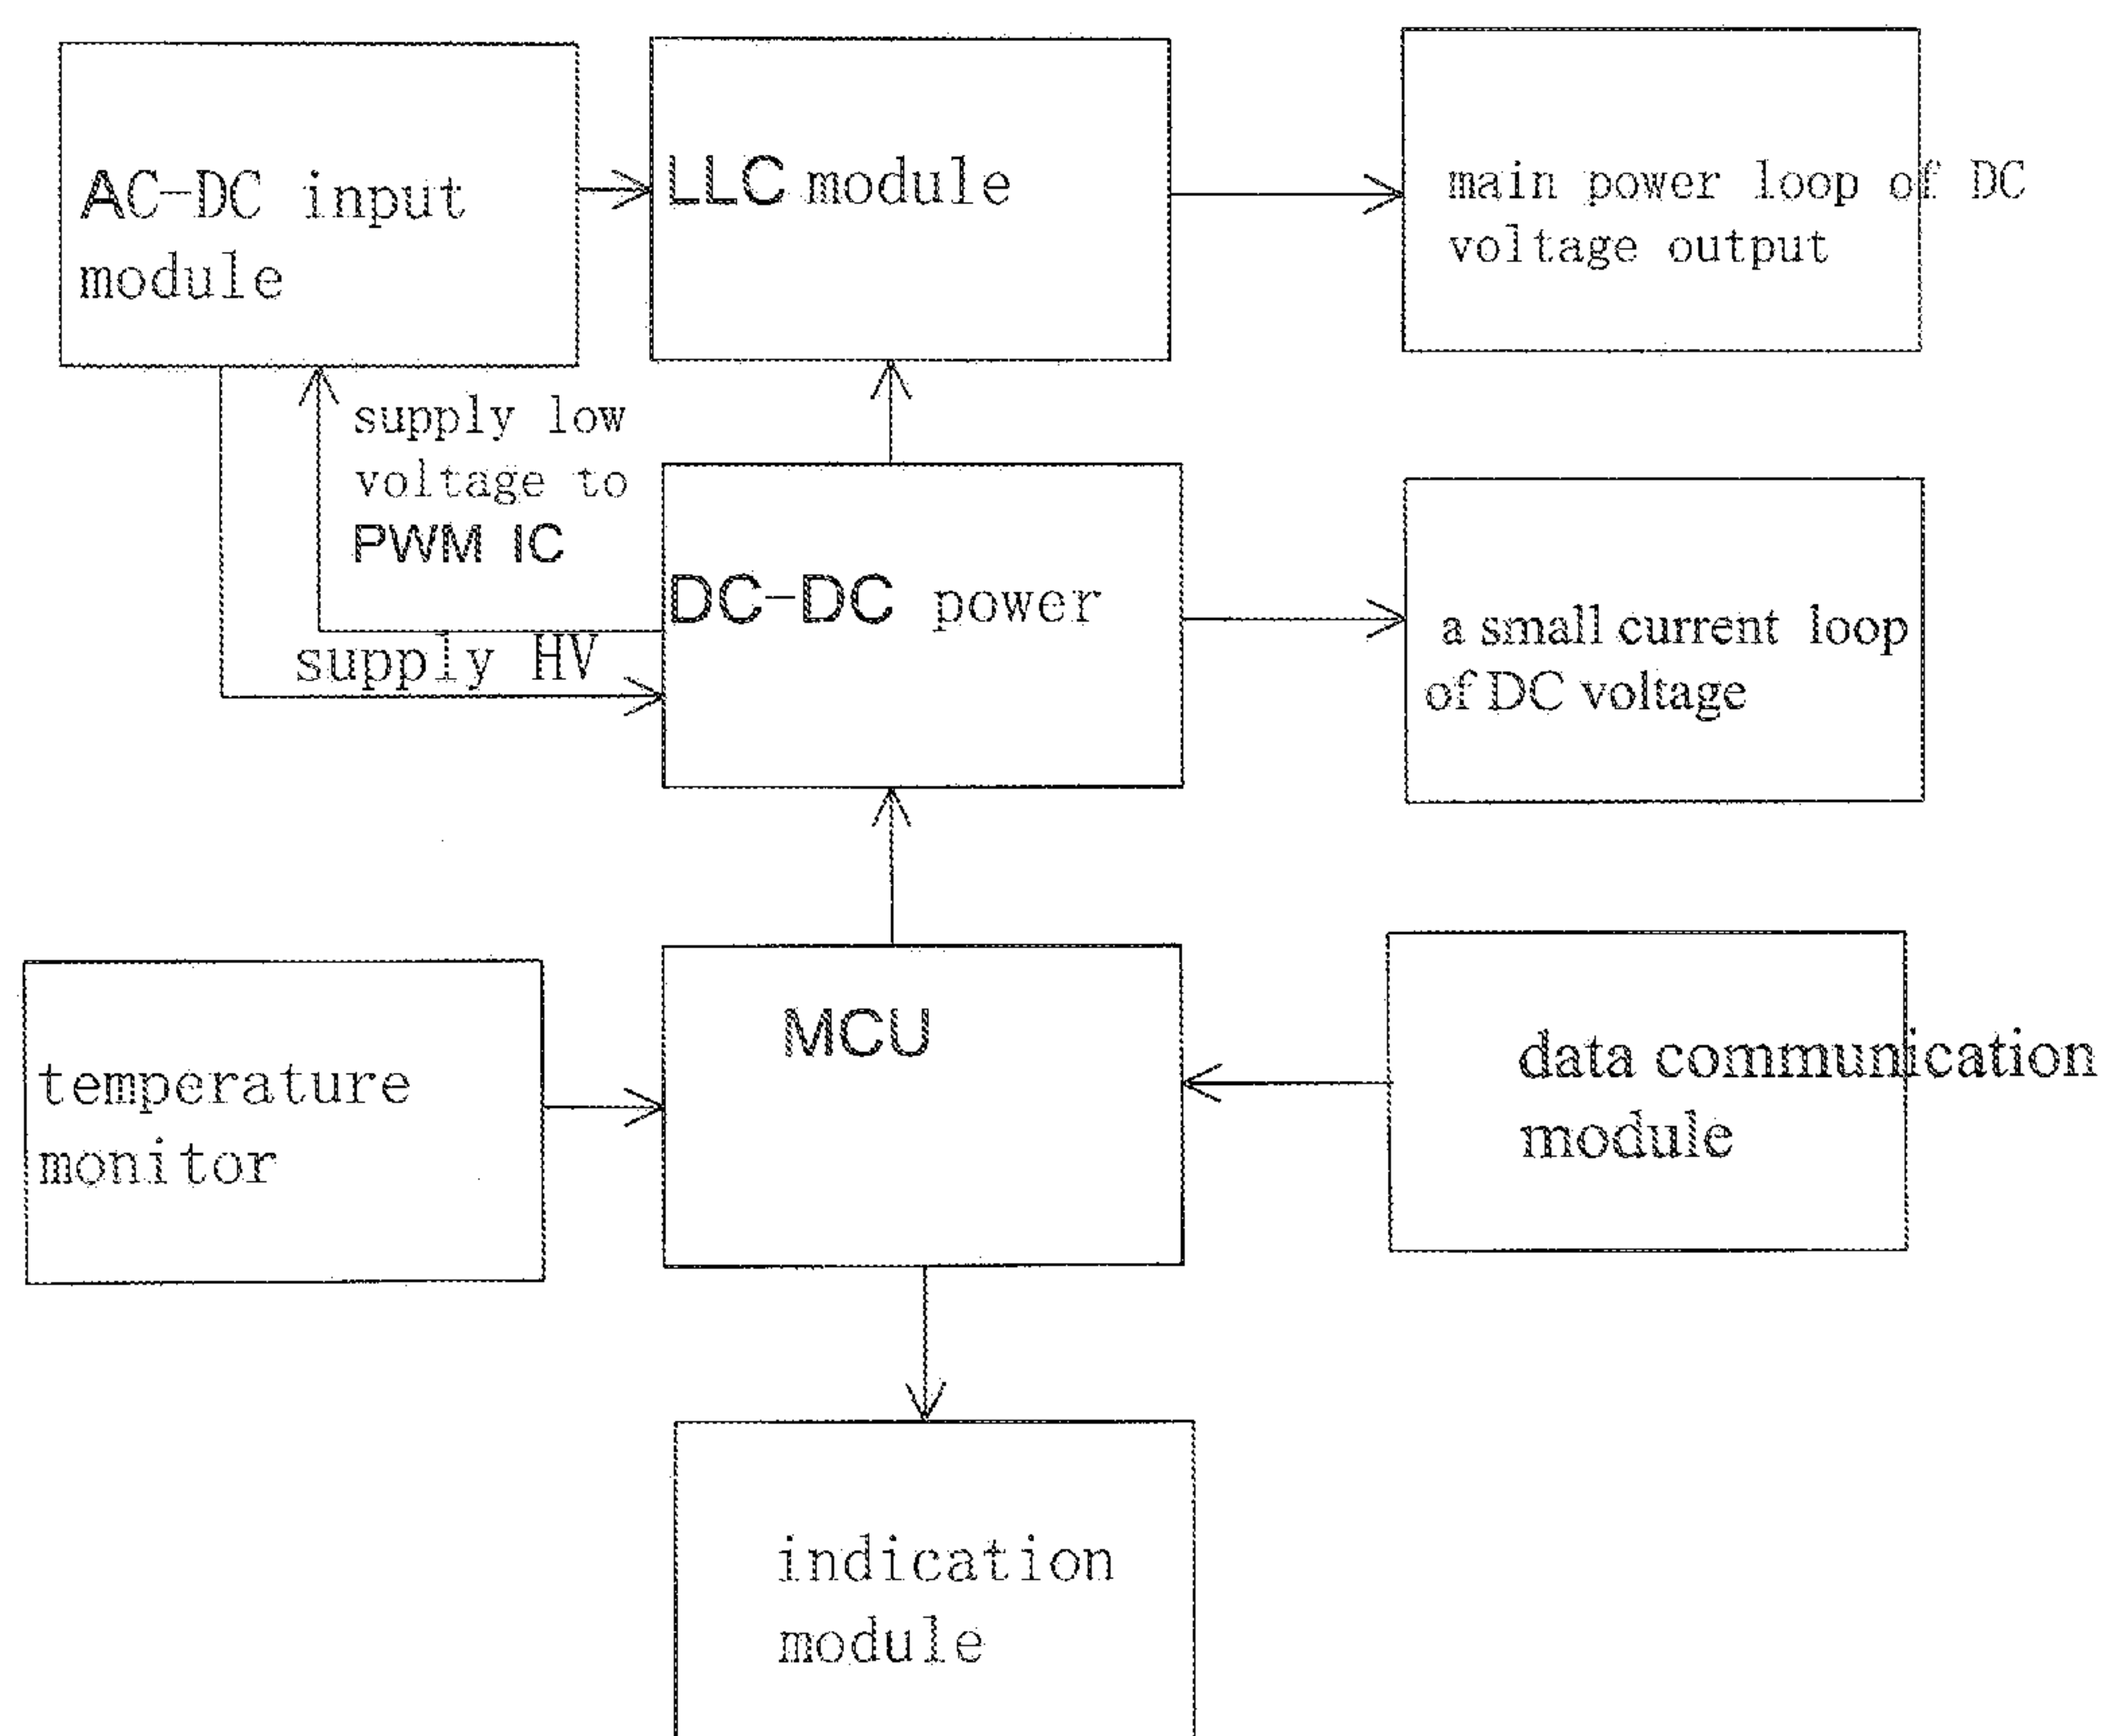 AC-DC input
module
LLC module
main power loop of DC
voltage output
supply low
voltage to
PWM IC
supply HV
DC-DC power
a small current loop
of DC voltage
temperature
monitor
MCU
data communication
module
indication
module